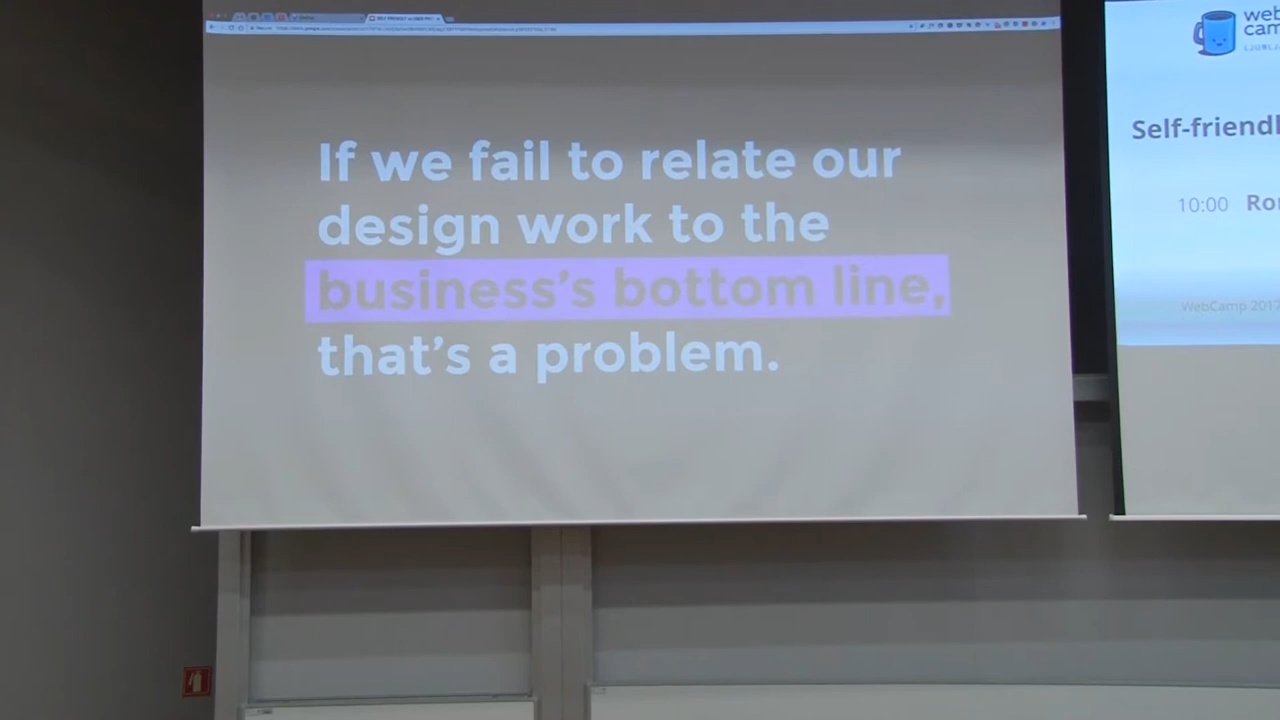 If we fail to relate our
design work to the
business's bottom line,
that's a problem.
web
cam
Self-friendl
10:00 Ro
WebCamp 201